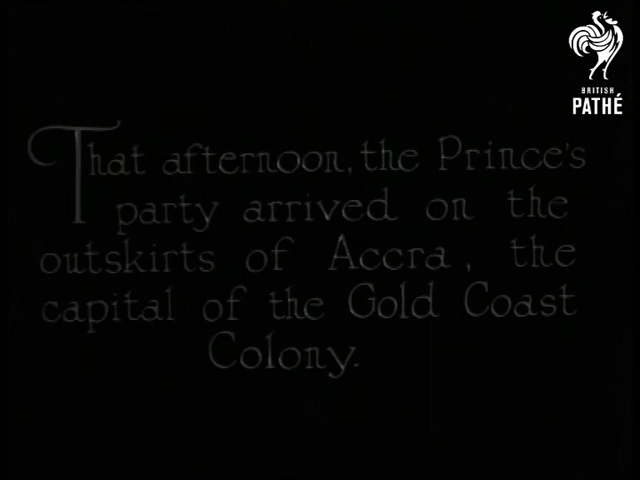 BRITISH
PATHÉ
That afternoon, the Prince's
party arrived on the
outskirts of Accra, the
capital of the Gold Coast
Colony.